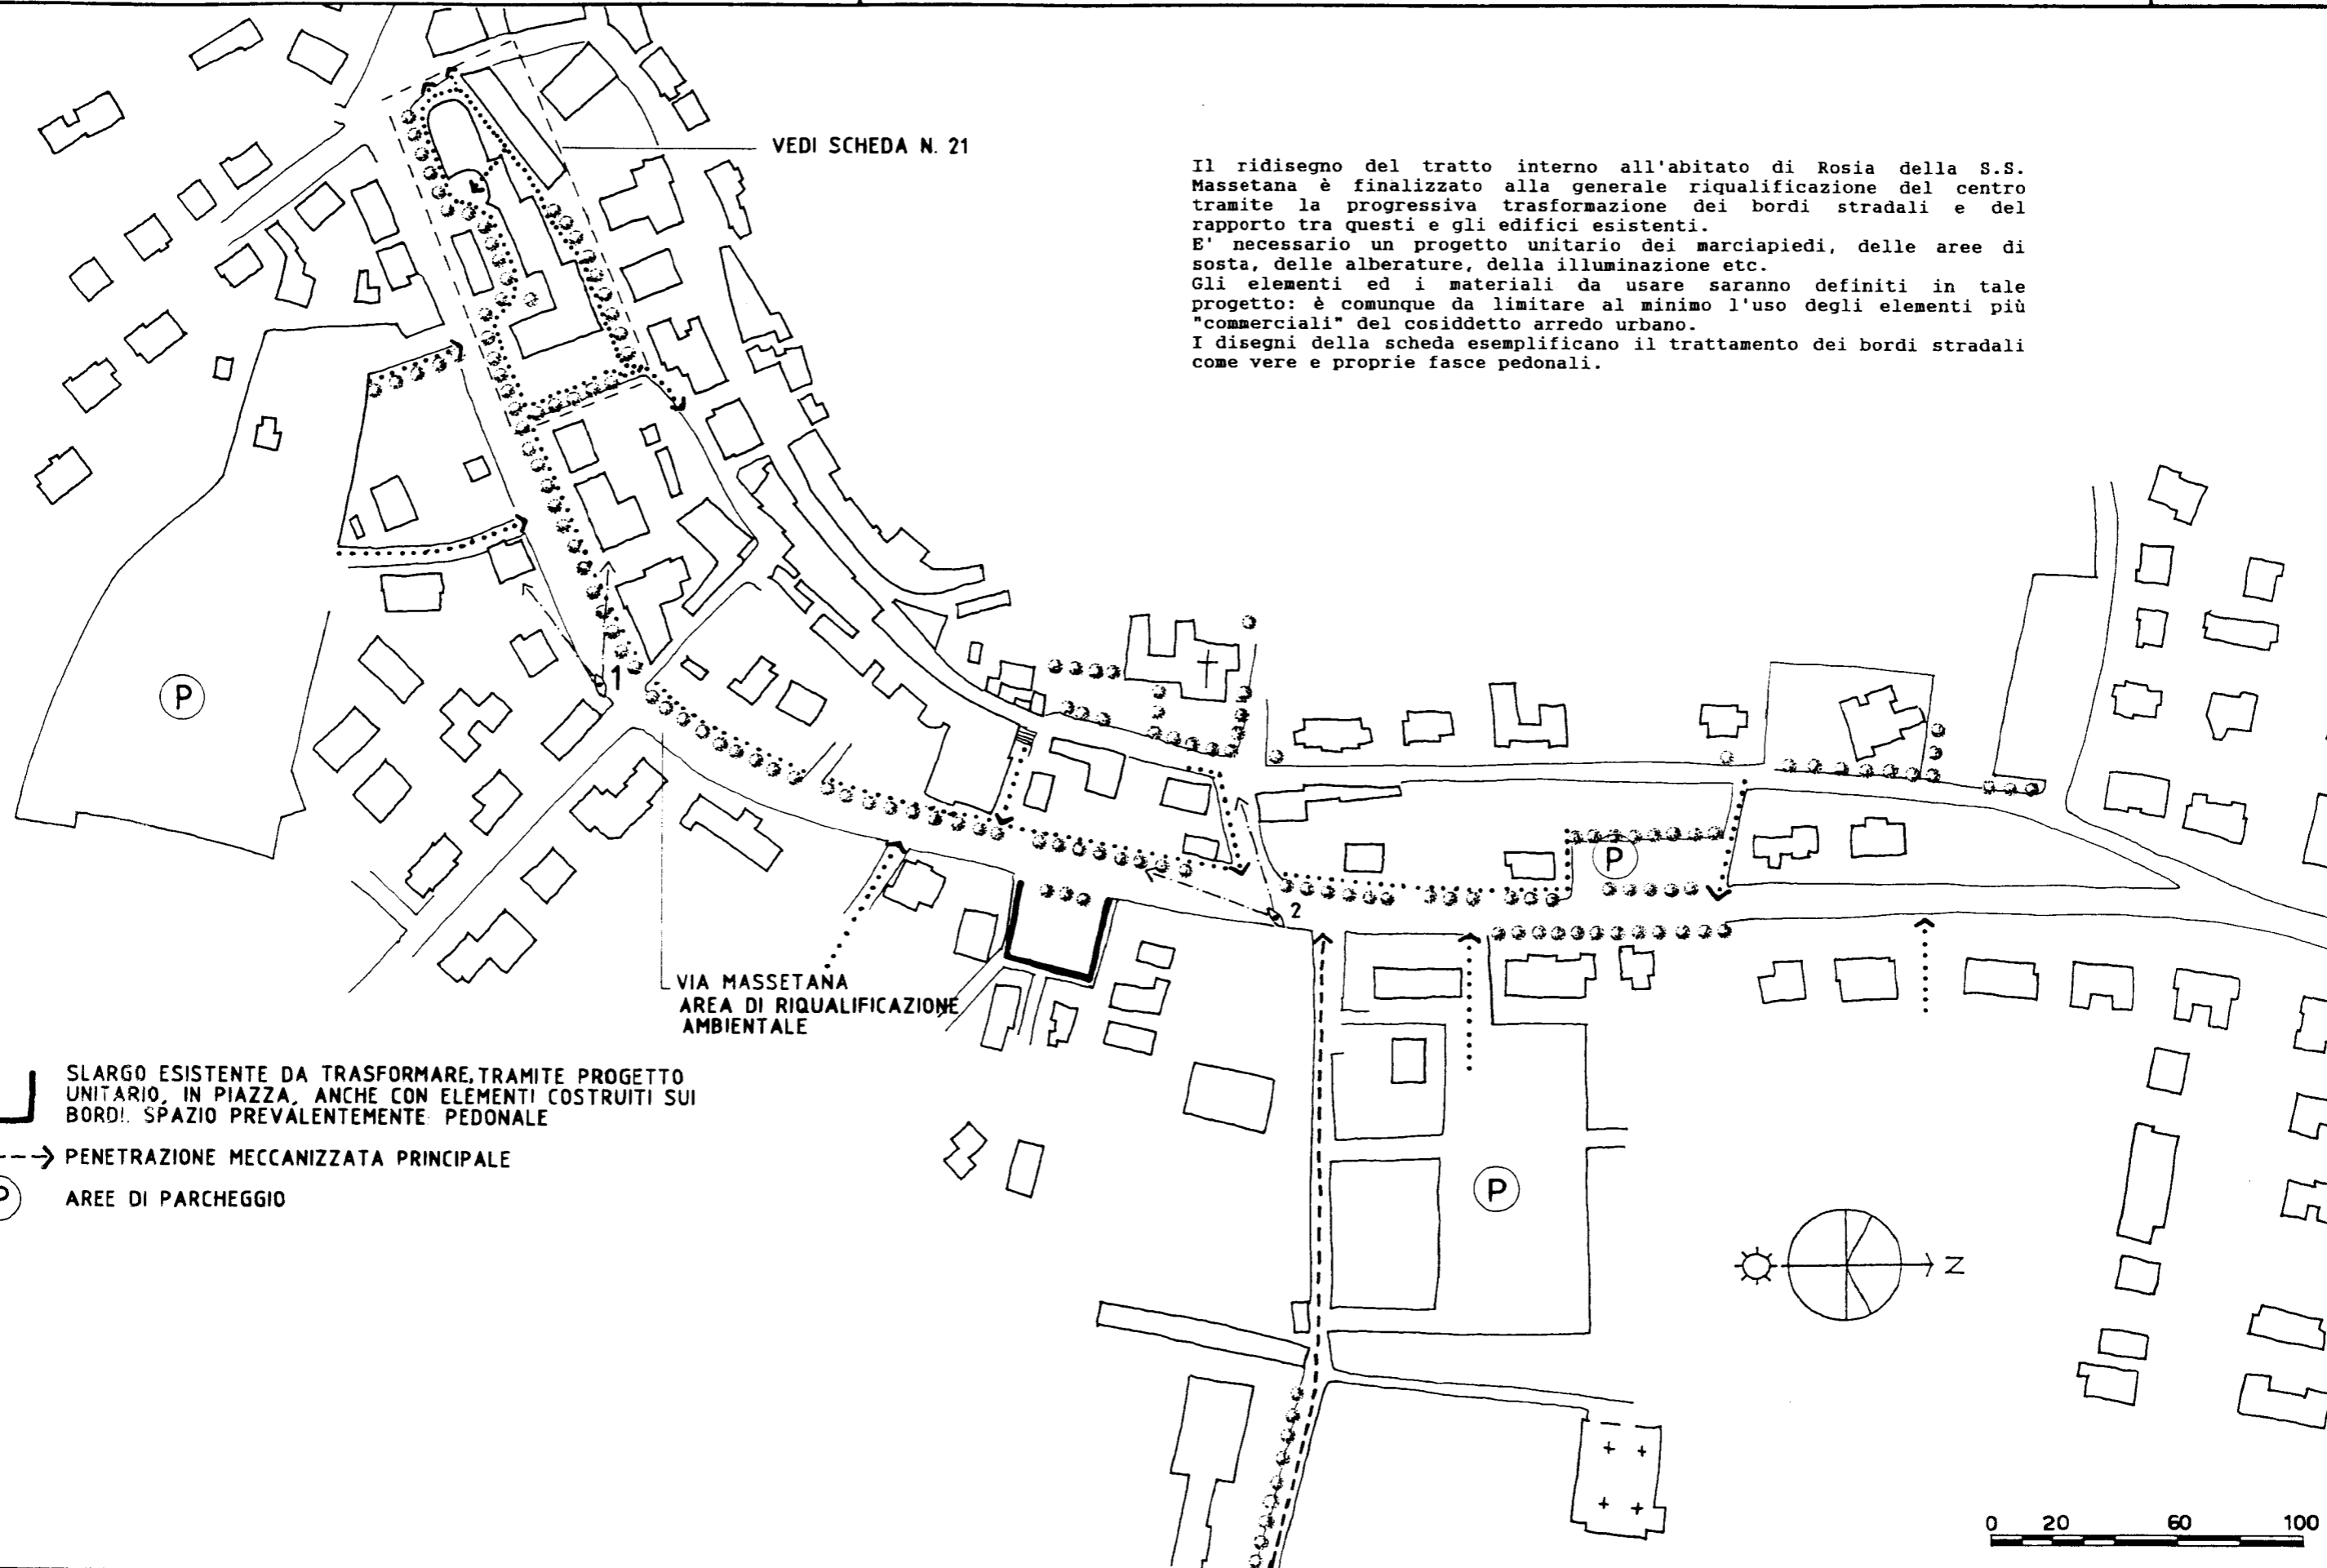 VEDI SCHEDA N. 21
Il ridisegno del tratto interno all'abitato di Rosia della S.S.
Massetana è finalizzato alla generale riqualificazione del centro
tramite la progressiva trasformazione dei bordi stradali e del
rapporto tra questi e gli edifici esistenti.
E' necessario un progetto unitario dei marciapiedi, delle aree di
sosta, delle alberature, della illuminazione etc.
Gli elementi ed i materiali da usare saranno definiti in tale
progetto: è comunque da limitare al minimo l'uso degli elementi più
"commerciali" del cosiddetto arredo urbano.
I disegni della scheda esemplificano il trattamento dei bordi stradali
come vere e proprie fasce pedonali.
P
1
P
2
VIA MASSETANA
AREA DI RIQUALIFICAZIONE
AMBIENTALE
SLARGO ESISTENTE DA TRASFORMARE, TRAMITE PROGETTO
UNITARIO, IN PIAZZA, ANCHE CON ELEMENTI COSTRUITI SUI
BORDI. SPAZIO PREVALENTEMENTE PEDONALE
PENETRAZIONE MECCANIZZATA PRINCIPALE
P AREE DI PARCHEGGIO
P
N
0 20 60 100